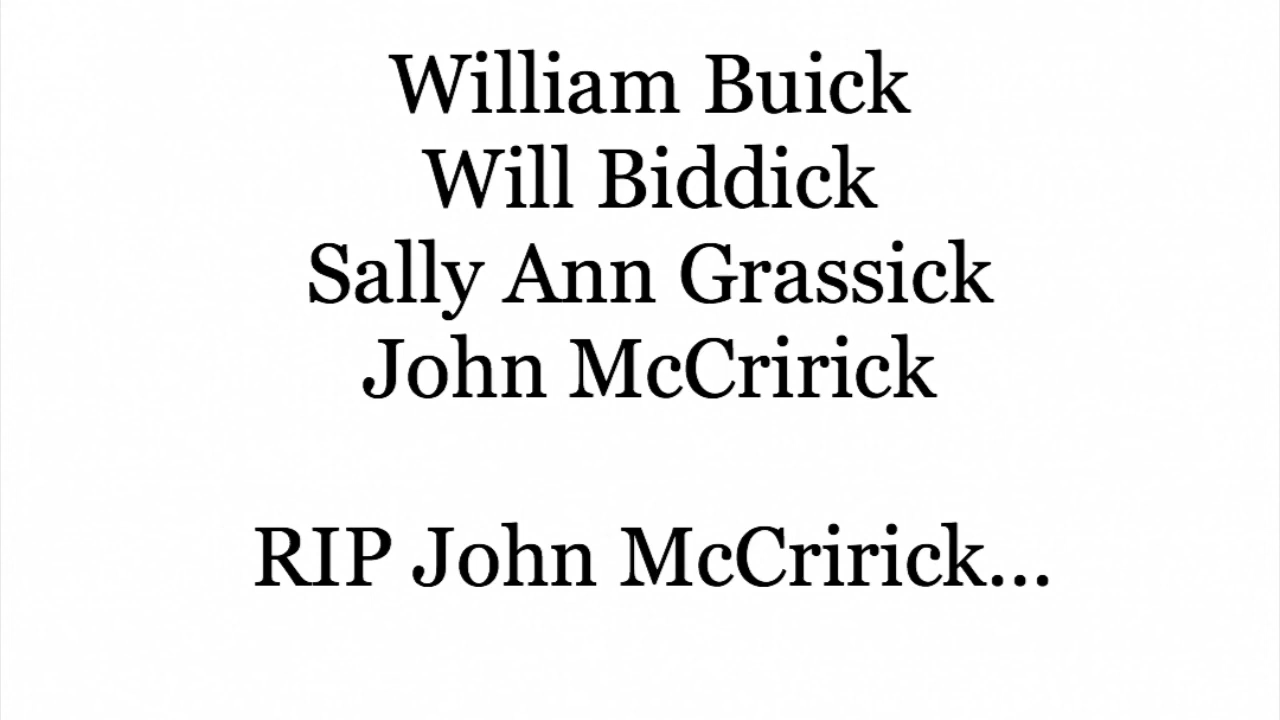 William Buick
Will Biddick
Sally Ann Grassick
John McCririck
RIP John McCririck...